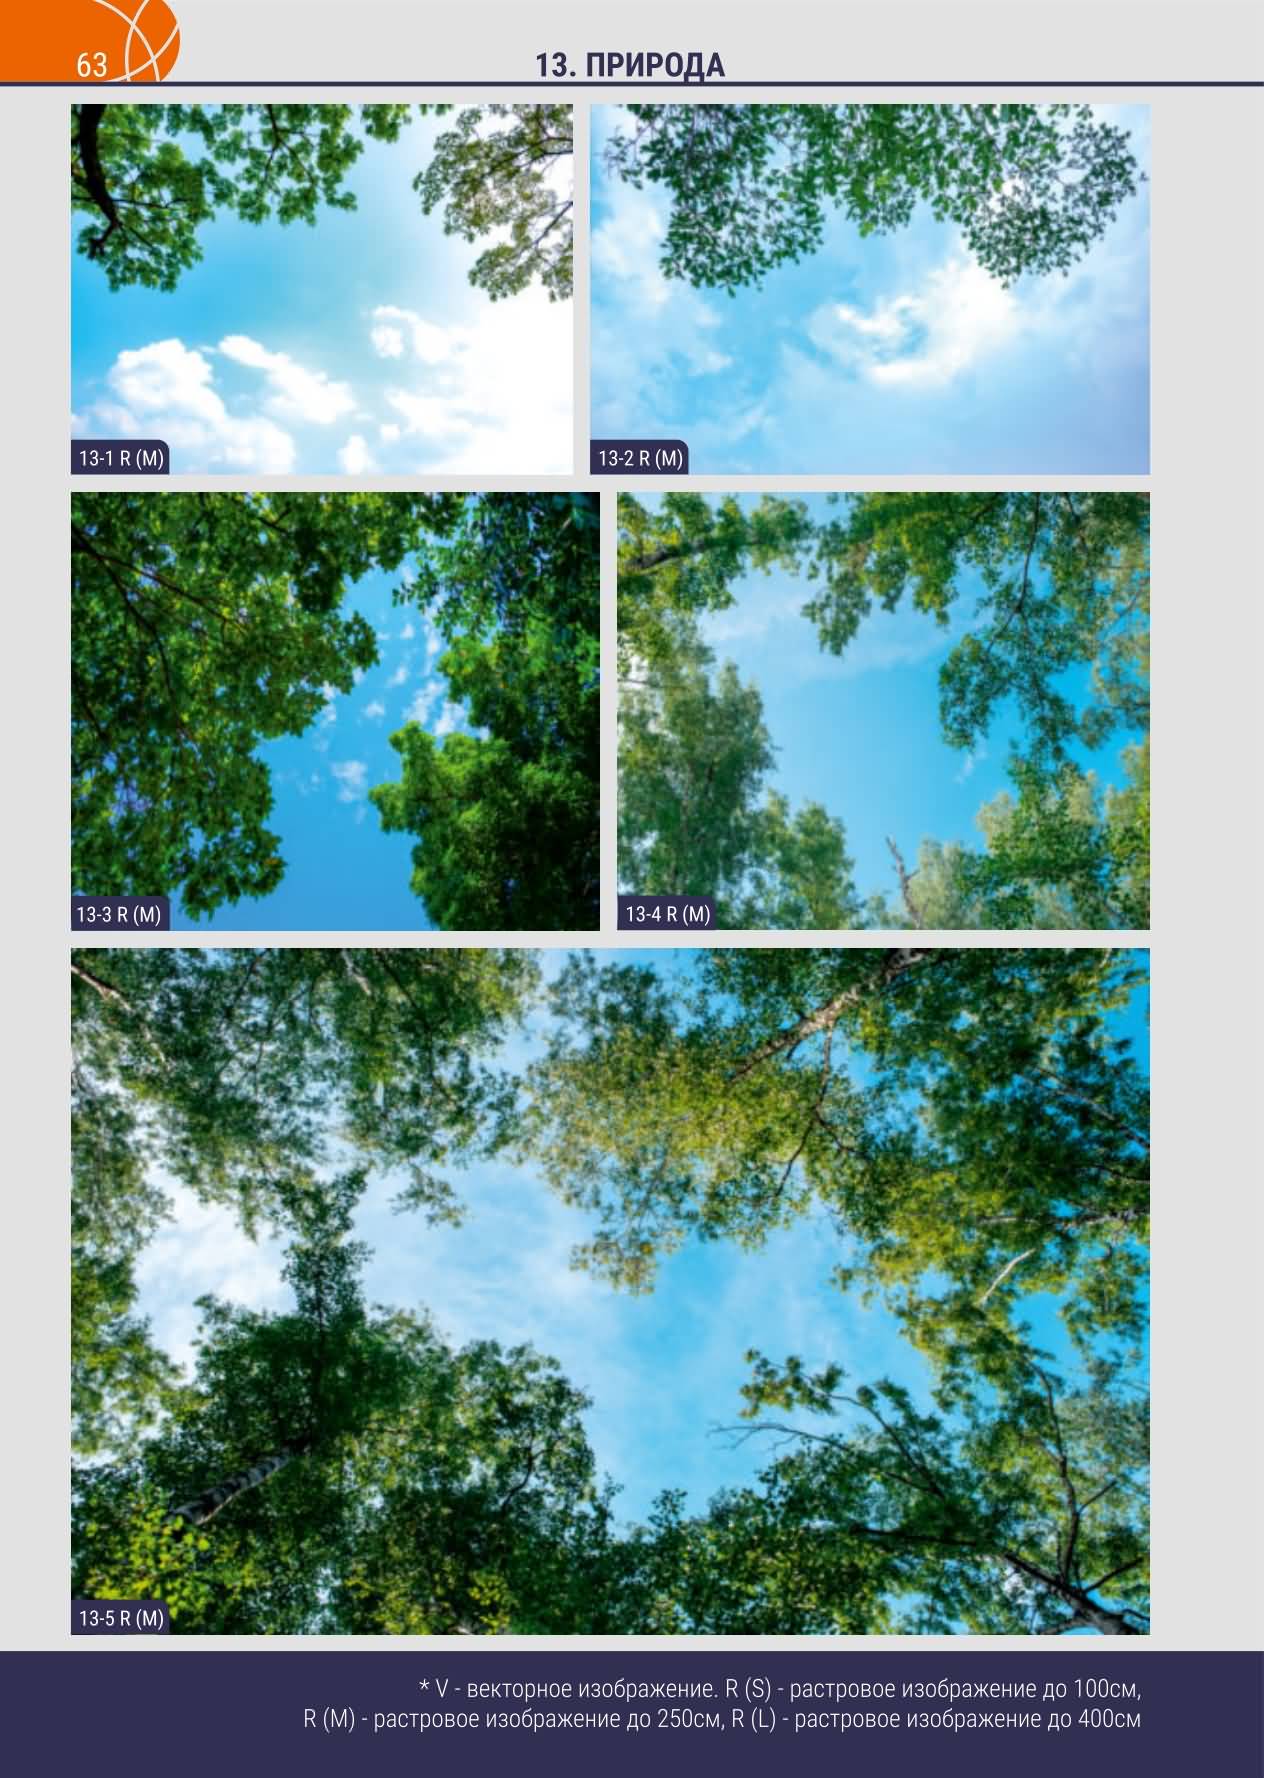 63
13. ПРИРОДА
13-1 R (M)
13-2 R (M)
13-3 R (M)
13-4 R (M)
13-5 R (M)
* V - векторное изображение. R (S) - растровое изображение до 100см,
R (M) - растровое изображение до 250см, R (L) - растровое изображение до 400см